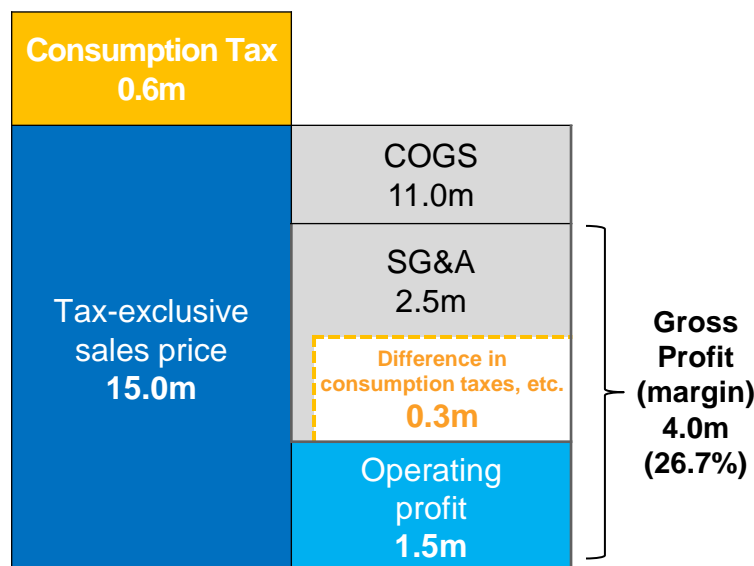 Consumption Tax
0.6m
COGS
11.0m
SG&A
2.5m
Tax-exclusive
sales price
15.0m
Difference in
consumption taxes, etc.
0.3m
Operating
profit
1.5m
Gross
Profit
(margin)
4.0m
(26.7%)